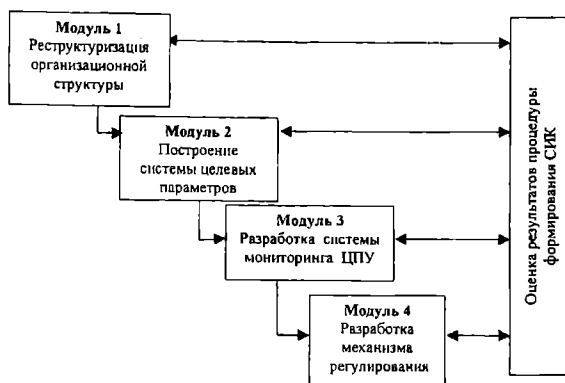 Модуль 1
Реструктуризация
организационной
структуры
Модуль 2
Построение
системы целевых
параметров
Модуль 3
Разработка системы
мониторинга ЦПУ
Модуль 4
Разработка
механизма
регулирования
Оценка результатов процедуры
формирования СИК